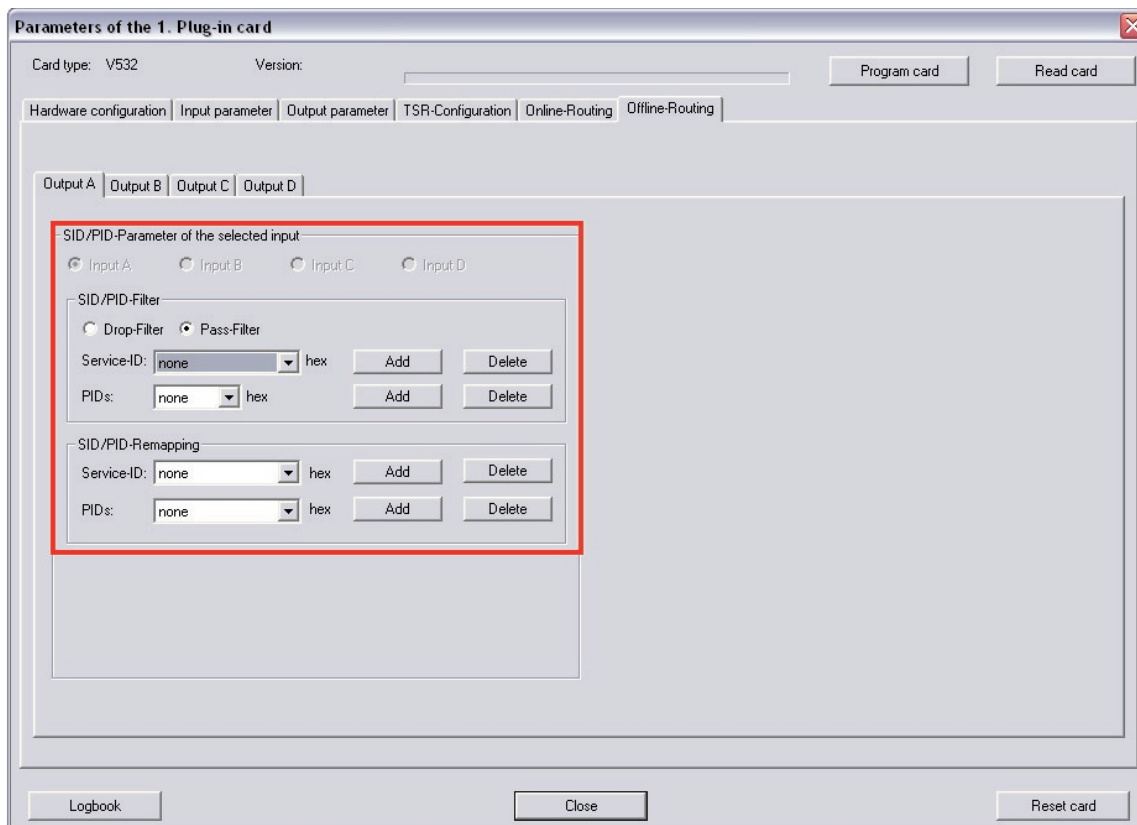 Parameters of the 1. Plug-in card
Card type: V532 Version: Program card Read card
Hardware configuration Input parameter Output parameter TSR-Configuration Online-Routing Offline-Routing
Output A Output B Output C Output D
SID/PID-Parameter of the selected input
Input A Input B Input C Input D
SID/PID-Filter
Drop-Filter Pass-Filter
Service-ID: none hex Add Delete
PIDs: none hex Add Delete
SID/PID-Remapping
Service-ID: none hex Add Delete
PIDs: none hex Add Delete
Logbook Close Reset card